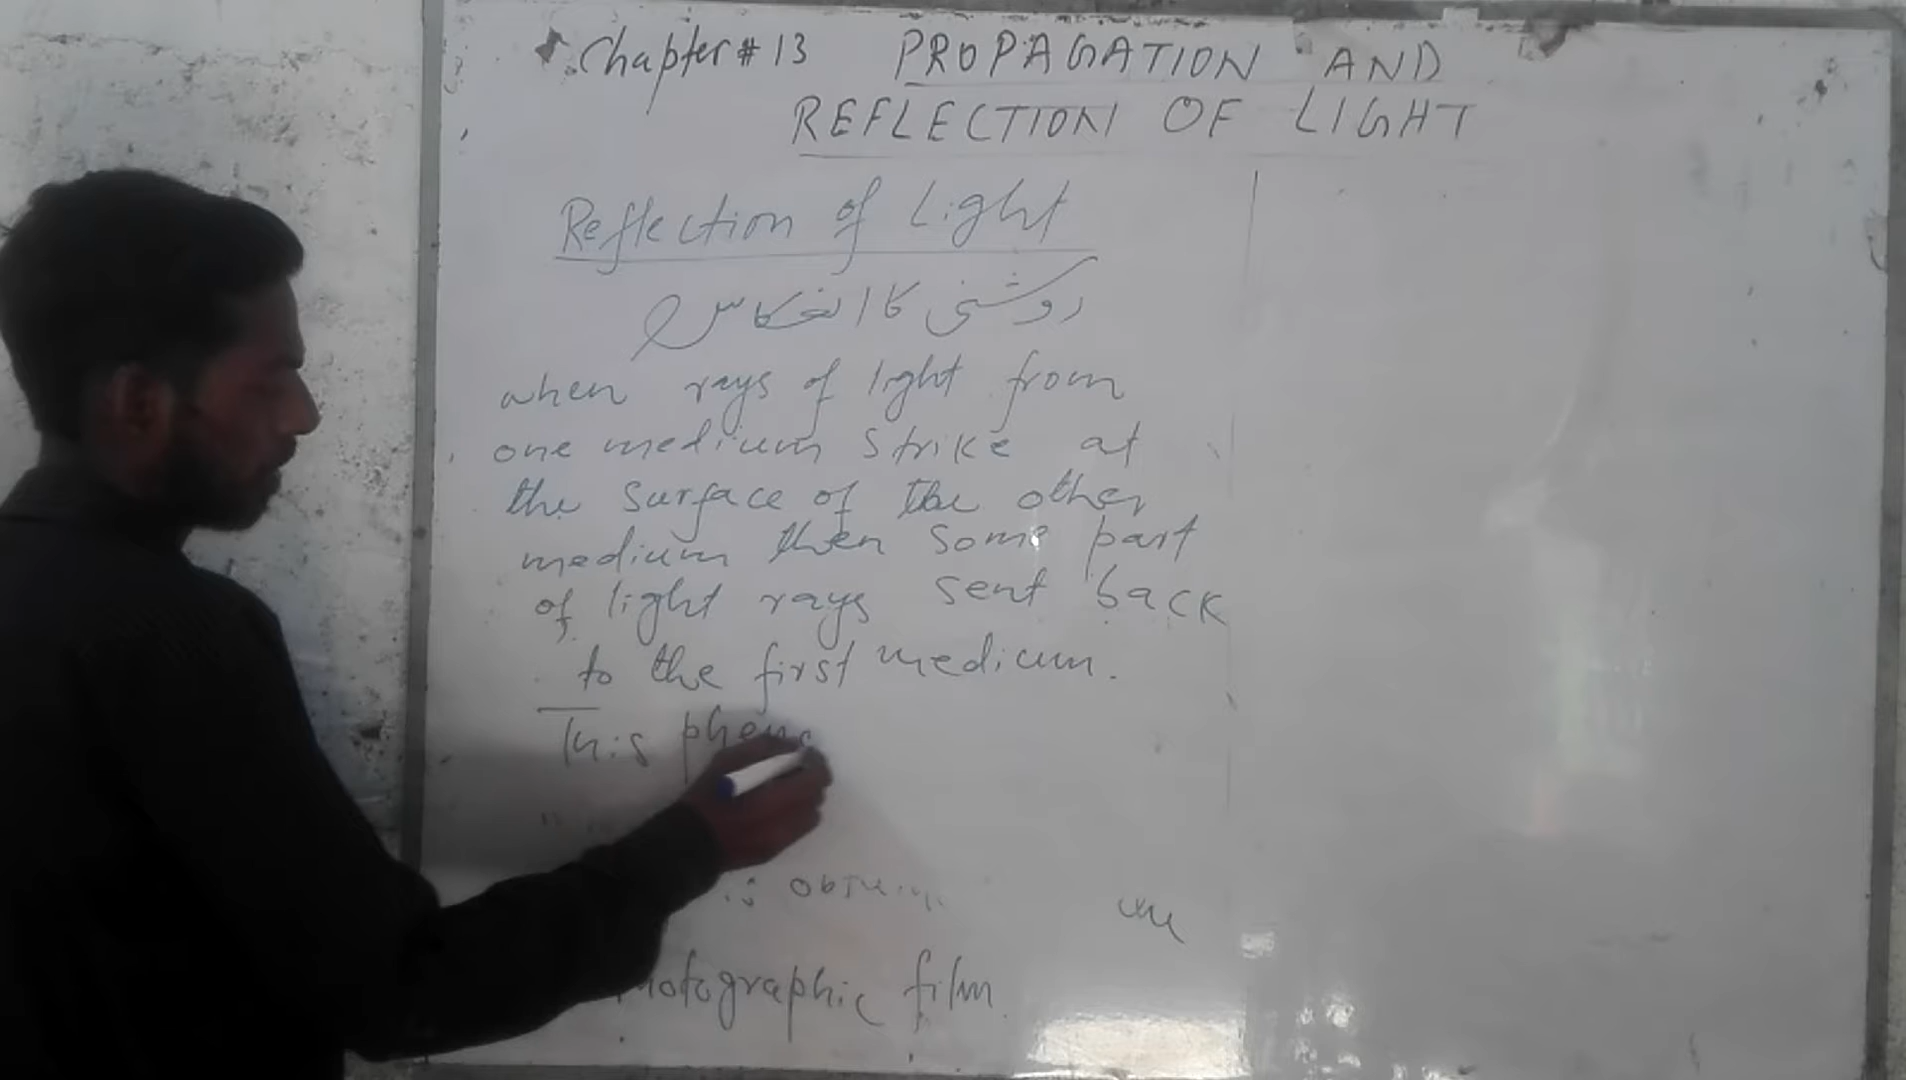 Chapter # 13 PROPAGATION AND
REFLECTION OF LIGHT
Reflection of Light
روشنی کا انعکاس
when rays of light from
one medium strike at
the surface of the other
medium then some part
of light rays sent back
to the first medium.
This pheno
is
film